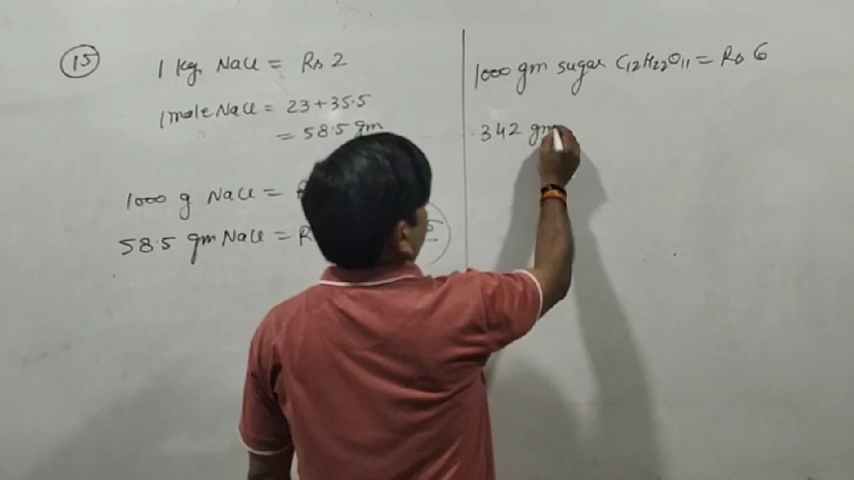 15
1 kg NaCl = Rs 2
1 mole NaCl = 23 + 35.5
= 58.5 gm
1000 g NaCl =
58.5 gm NaCl = R
1000 gm sugar C12H22O11 = Rs 6
342 gm